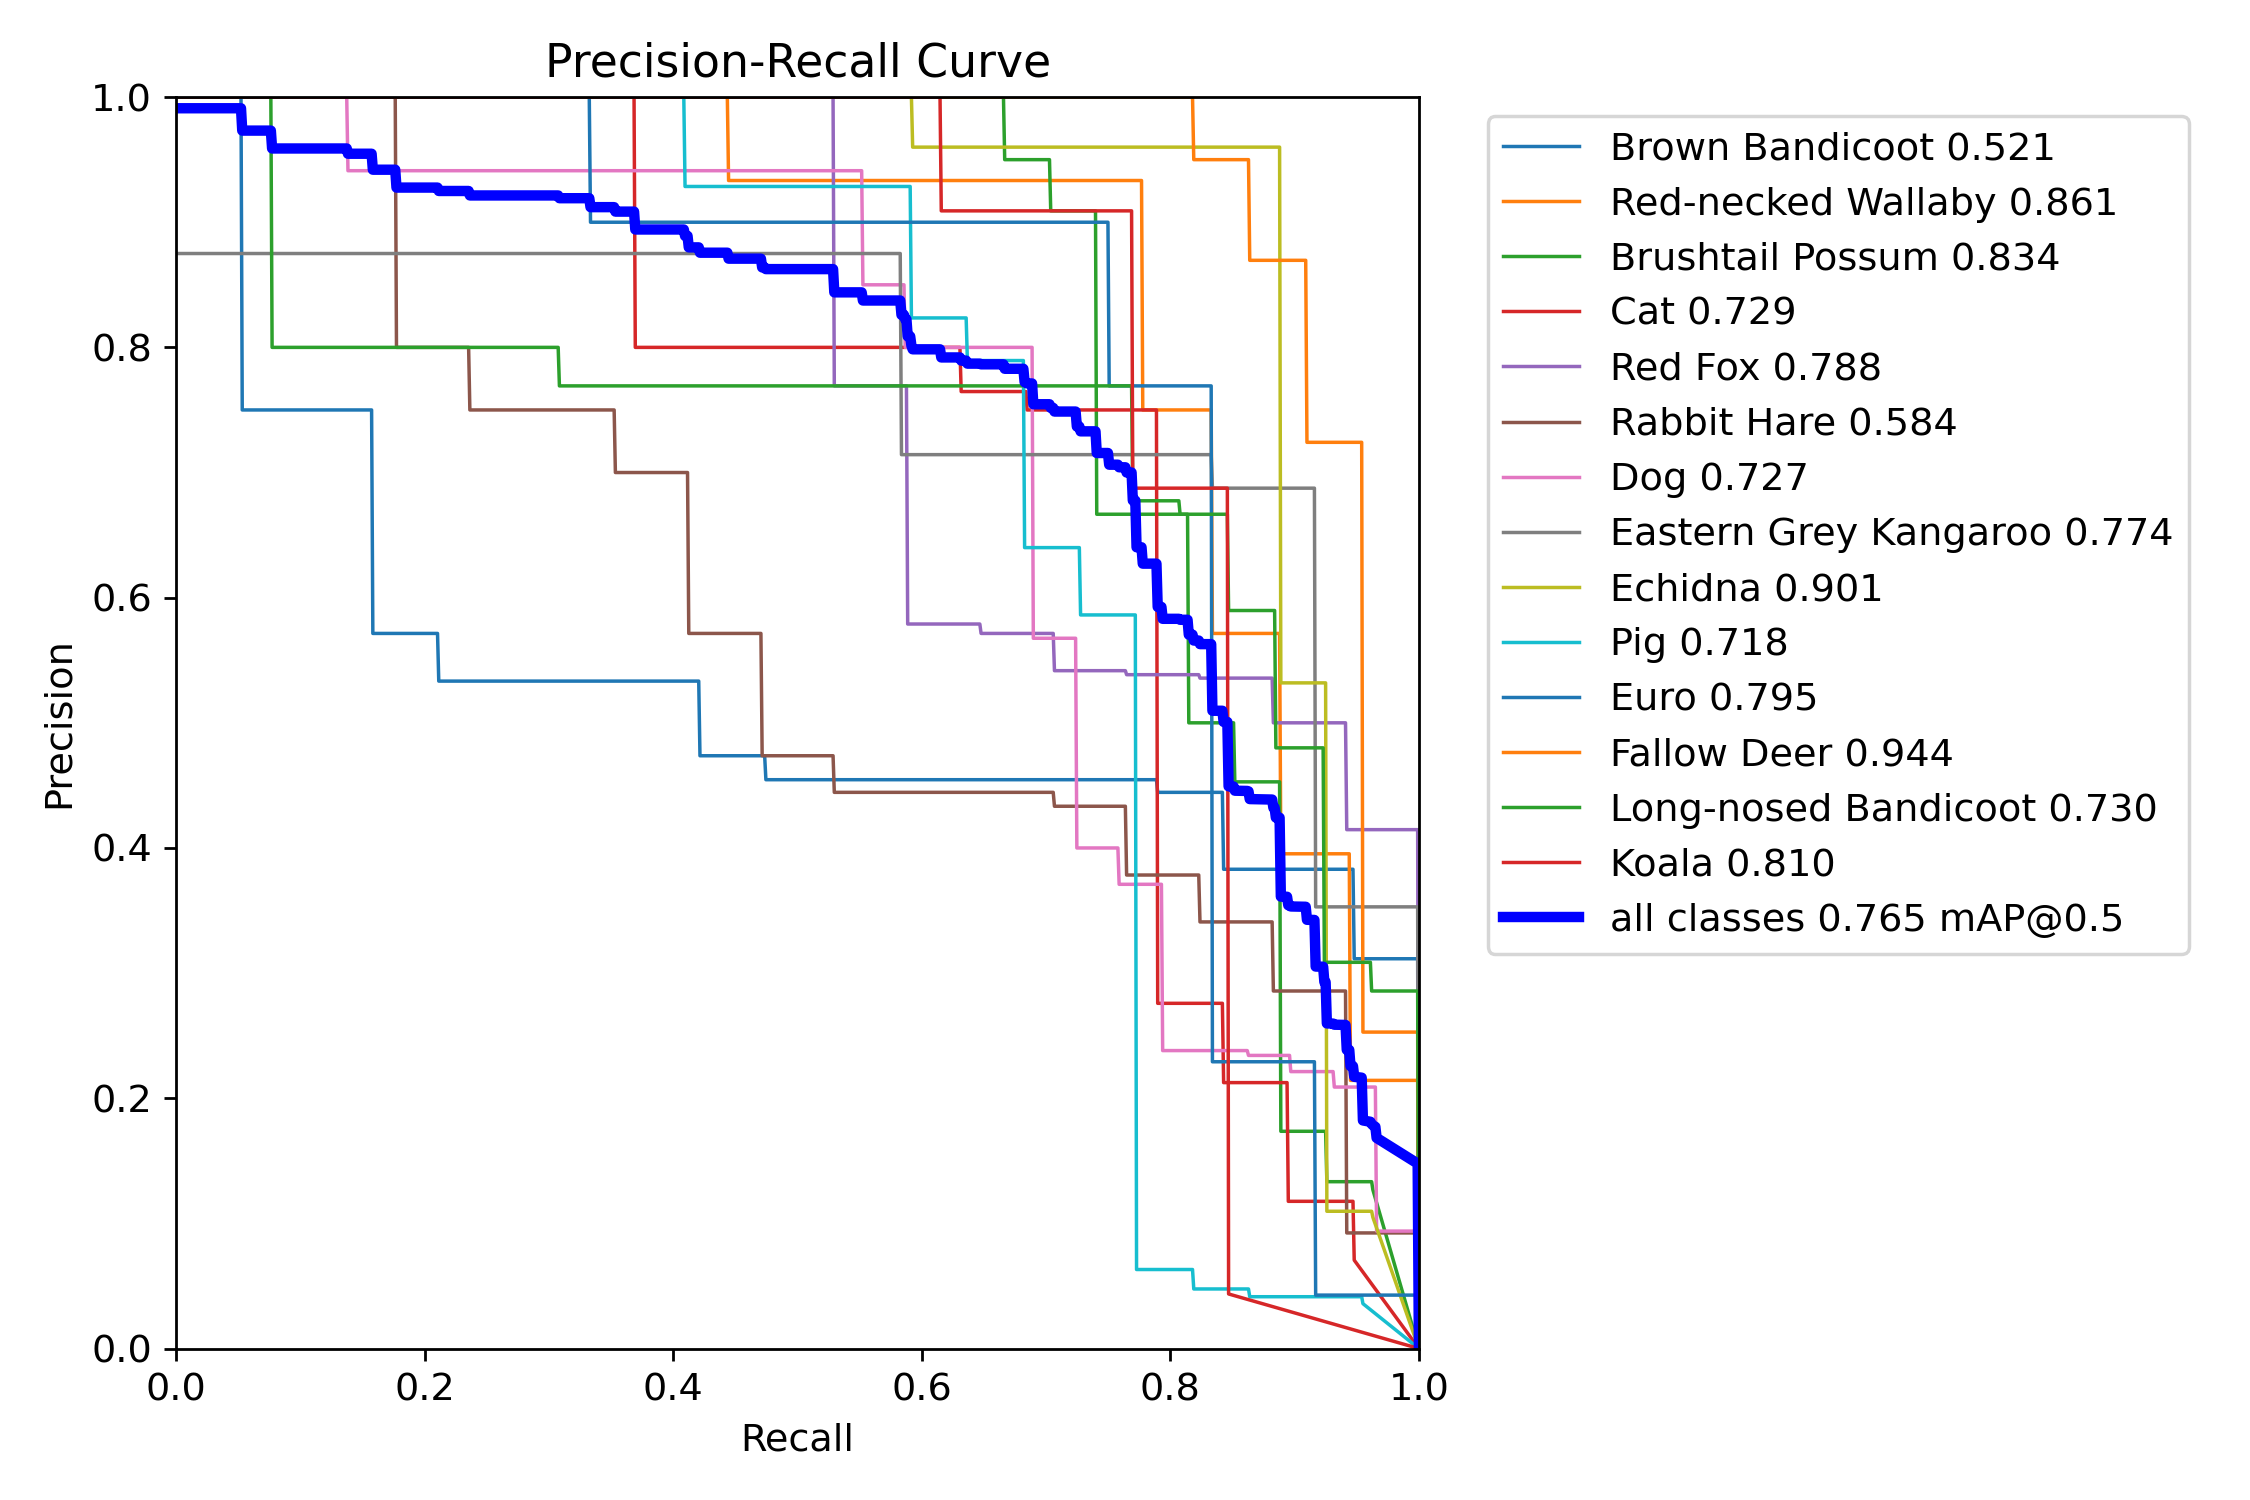 Precision-Recall Curve
1.0
0.8
0.6
0.4
0.2
0.0
Precision
0.0 0.2 0.4 0.6 0.8 1.0
Recall
Brown Bandicoot 0.521
Red-necked Wallaby 0.861
Brushtail Possum 0.834
Cat 0.729
Red Fox 0.788
Rabbit Hare 0.584
Dog 0.727
Eastern Grey Kangaroo 0.774
Echidna 0.901
Pig 0.718
Euro 0.795
Fallow Deer 0.944
Long-nosed Bandicoot 0.730
Koala 0.810
all classes 0.765 mAP@0.5